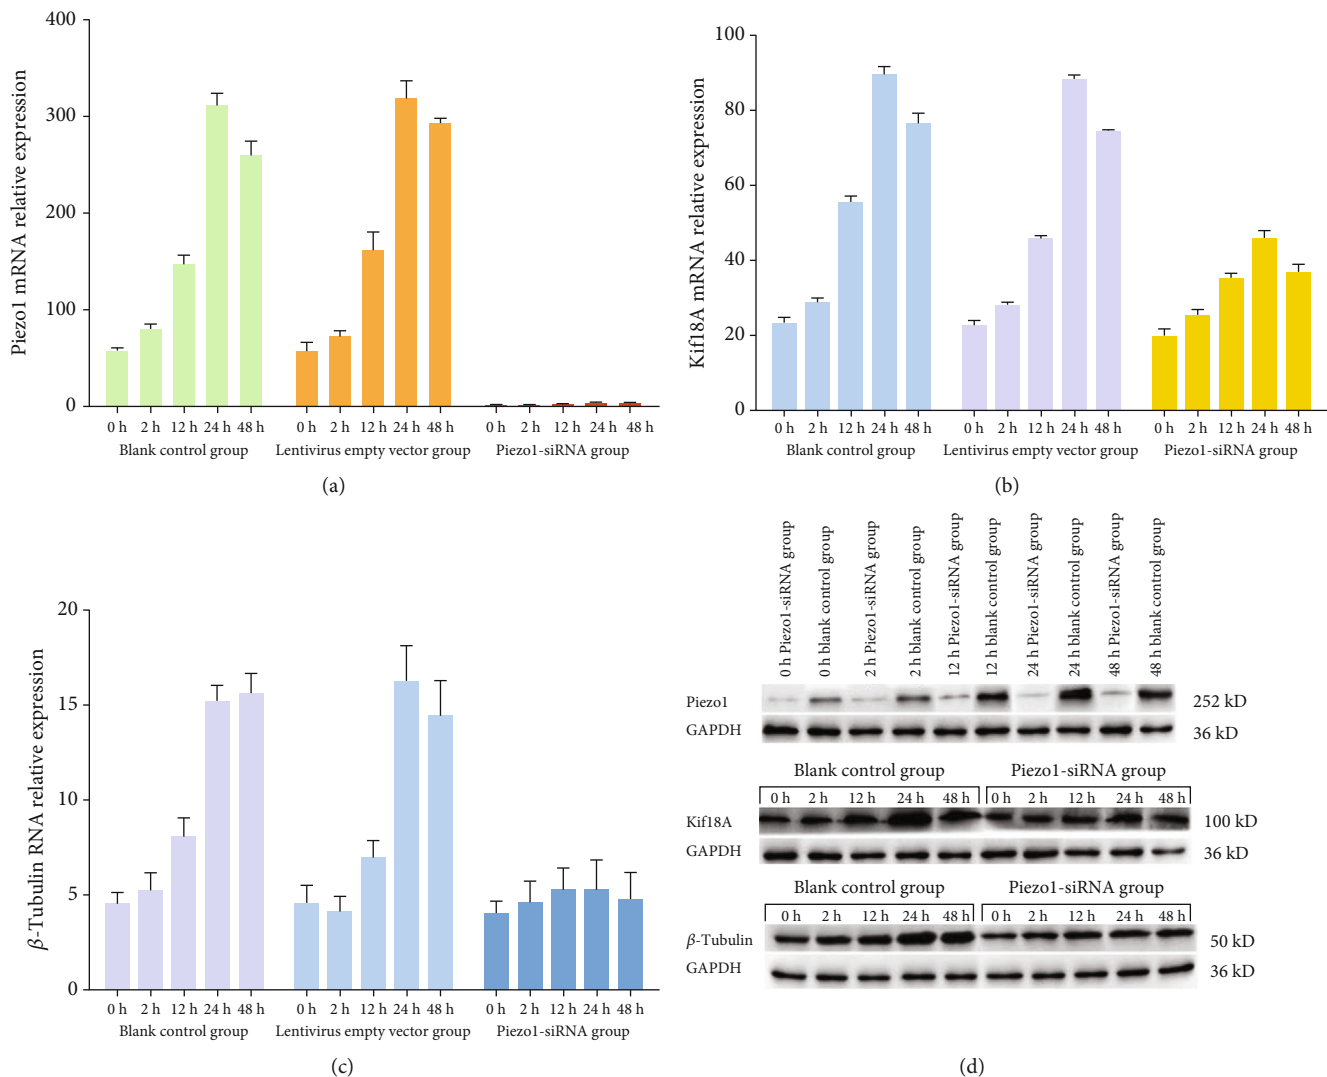 400
300
200
100
0
Piezo1 mRNA relative expression
0 h 2 h 12 h 24 h 48 h 0 h 2 h 12 h 24 h 48 h 0 h 2 h 12 h 24 h 48 h
Blank control group Lentivirus empty vector group Piezo1-siRNA group
(a)
100
80
60
40
20
0
Kif18A mRNA relative expression
0 h 2 h 12 h 24 h 48 h 0 h 2 h 12 h 24 h 48 h 0 h 2 h 12 h 24 h 48 h
Blank control group Lentivirus empty vector group Piezo1-siRNA group
(b)
20
15
10
5
0
β-Tubulin RNA relative expression
0 h 2 h 12 h 24 h 48 h 0 h 2 h 12 h 24 h 48 h 0 h 2 h 12 h 24 h 48 h
Blank control group Lentivirus empty vector group Piezo1-siRNA group
(c)
0 h Piezo1-siRNA group
0 h blank control group
2 h Piezo1-siRNA group
2 h blank control group
12 h Piezo1-siRNA group
12 h blank control group
24 h Piezo1-siRNA group
24 h blank control group
48 h Piezo1-siRNA group
48 h blank control group
Piezo1 252 kD
GAPDH 36 kD
Blank control group Piezo1-siRNA group
0 h 2 h 12 h 24 h 48 h 0 h 2 h 12 h 24 h 48 h
Kif18A 100 kD
GAPDH 36 kD
Blank control group Piezo1-siRNA group
0 h 2 h 12 h 24 h 48 h 0 h 2 h 12 h 24 h 48 h
β-Tubulin 50 kD
GAPDH 36 kD
(d)